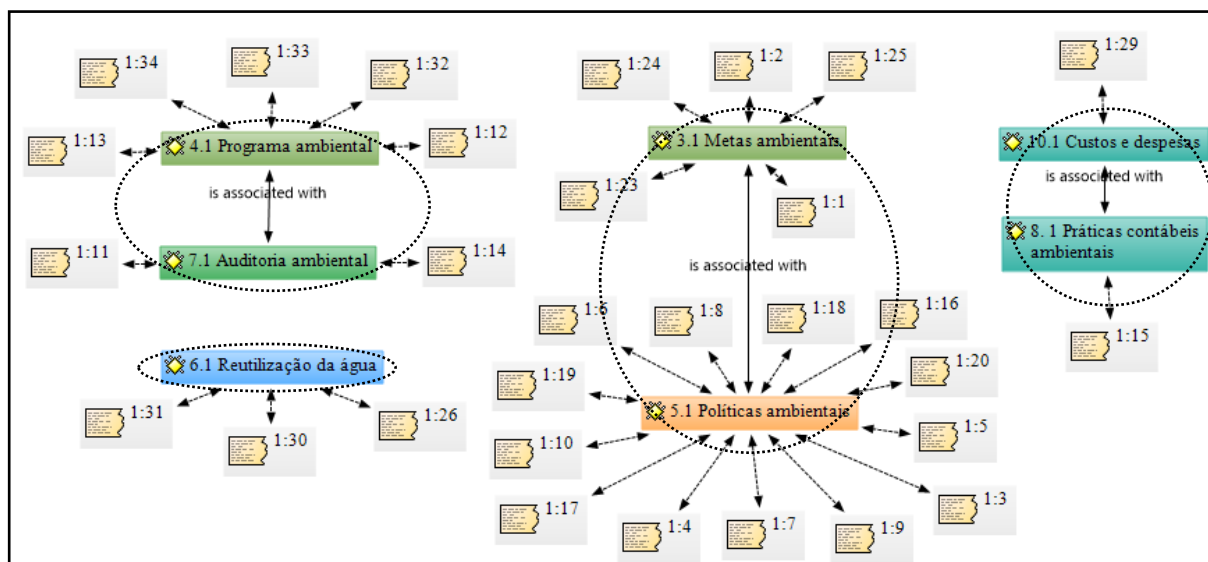 1:34
1:33
1:32
1:13
4.1 Programa ambiental
1:12
is associated with
1:11
7.1 Auditoria ambiental
1:14
6.1 Reutilização da água
1:31
1:30
1:26
1:24
1:2
1:25
3.1 Metas ambientais
1:23
1:1
is associated with
1:6
1:8
1:18
1:16
1:19
1:20
5.1 Políticas ambientais
1:10
1:5
1:17
1:4
1:7
1:9
1:3
1:29
10.1 Custos e despesas
is associated with
8. 1 Práticas contábeis
ambientais
1:15